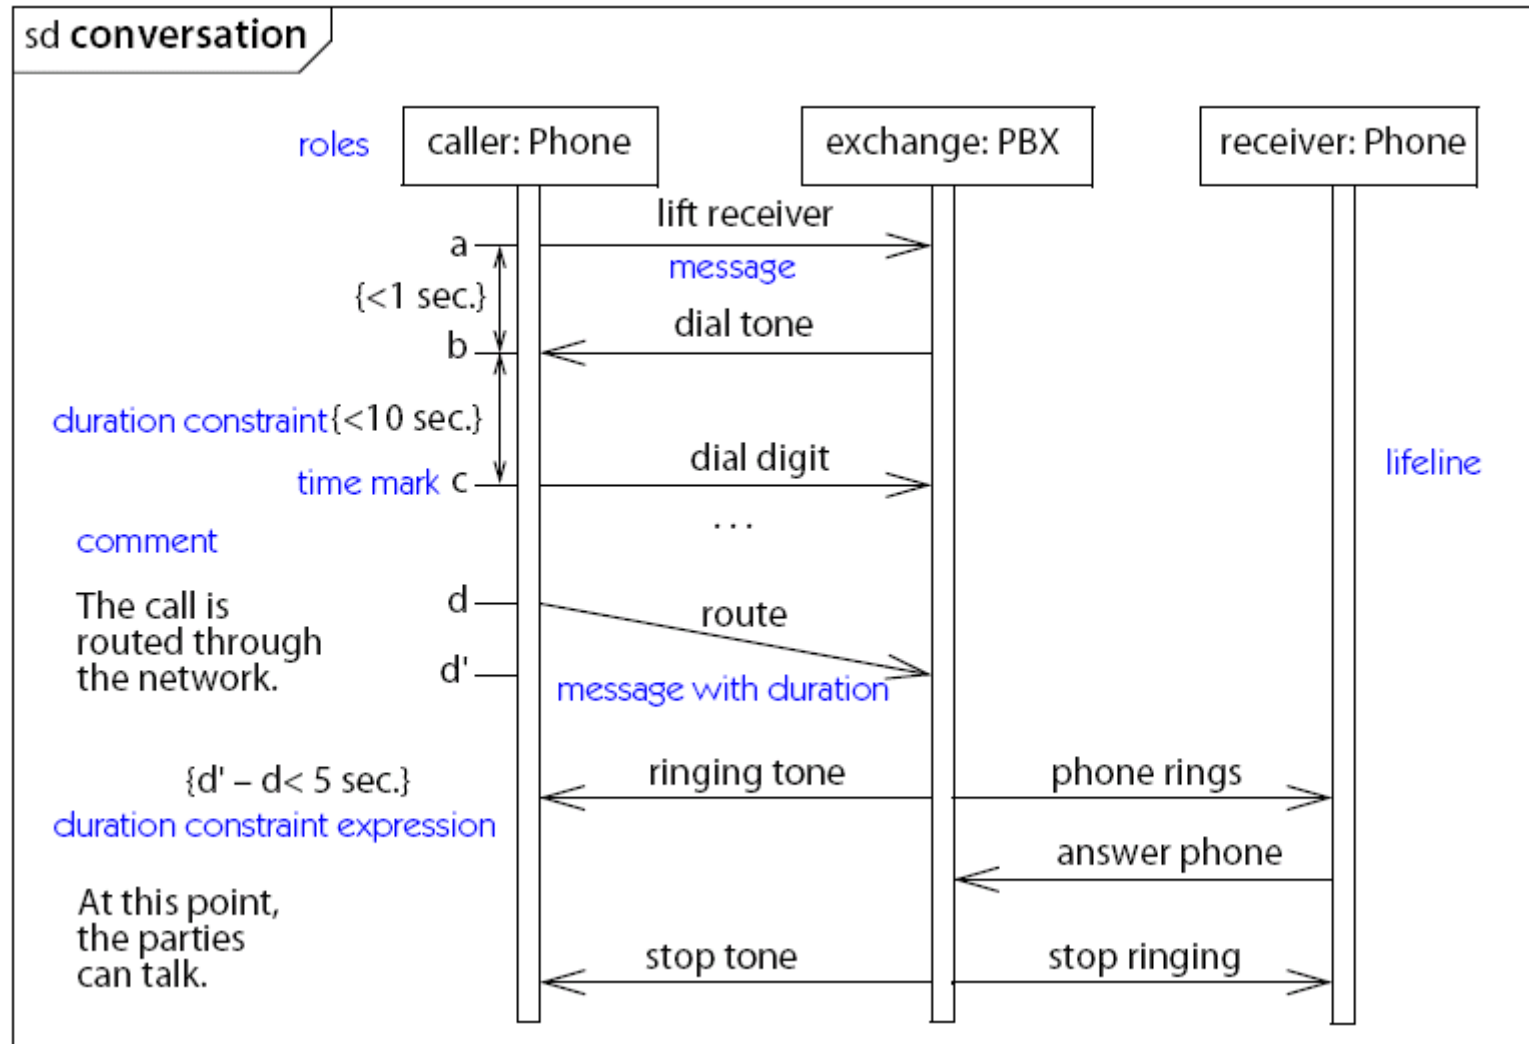 sd conversation
roles
caller: Phone
exchange: PBX
receiver: Phone
lift receiver
a
message
{<1 sec.}
dial tone
b
duration constraint {<10 sec.}
dial digit
lifeline
time mark c
...
comment
The call is
routed through
the network.
d
route
d'
message with duration
{d' – d< 5 sec.}
ringing tone
phone rings
duration constraint expression
answer phone
At this point,
the parties
can talk.
stop tone
stop ringing